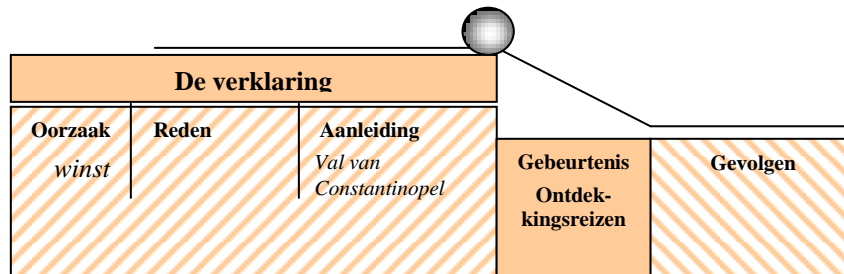 De verklaring
Oorzaak
winst
Reden
Aanleiding
Val van
Constantinopel
Gebeurtenis
Ontdek-
kingsreizen
Gevolgen